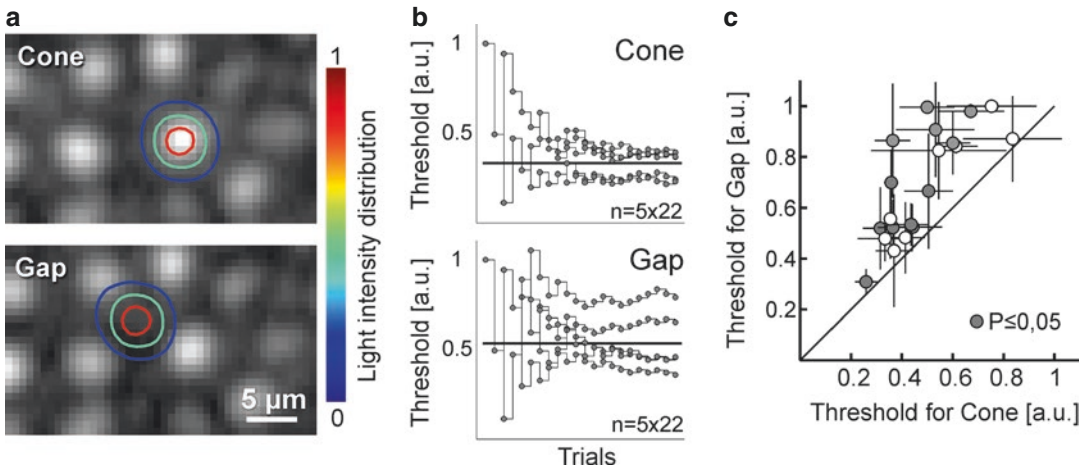 a
Cone
Gap
5 µm
1
Light intensity distribution
0
b
Threshold [a.u.]
1
0.5
Cone
n=5x22
Threshold [a.u.]
1
0.5
Gap
n=5x22
Trials
c
Threshold for Gap [a.u.]
1
0.8
0.6
0.4
0.2
P≤0,05
0.2 0.4 0.6 0.8 1
Threshold for Cone [a.u.]